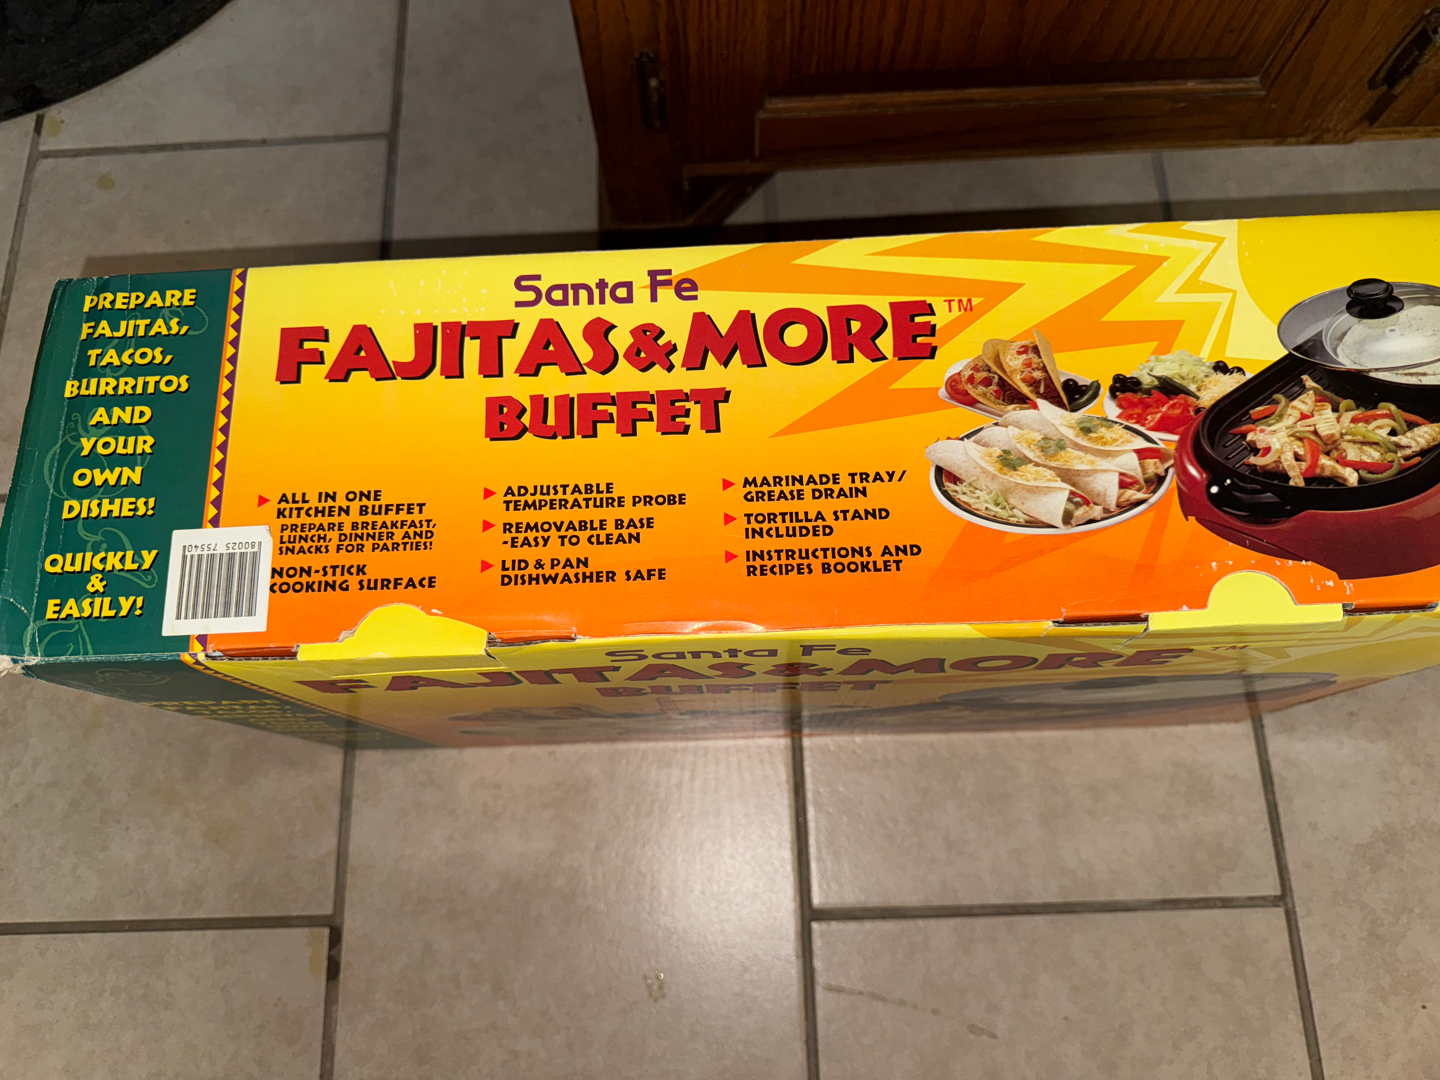 PREPARE
FAJITAS,
TACOS,
BURRITOS
AND
YOUR
OWN
DISHES!
QUICKLY
&
EASILY!
80025 75540
Santa Fe
FAJITAS&MORE™
BUFFET
ALL IN ONE
KITCHEN BUFFET
PREPARE BREAKFAST,
LUNCH, DINNER AND
SNACKS FOR PARTIES!
NON-STICK
COOKING SURFACE
ADJUSTABLE
TEMPERATURE PROBE
REMOVABLE BASE
-EASY TO CLEAN
LID & PAN
DISHWASHER SAFE
MARINADE TRAY/
GREASE DRAIN
TORTILLA STAND
INCLUDED
INSTRUCTIONS AND
RECIPES BOOKLET
Santa Fe
FAJITAS&MORE™
BUFFET
PREPARE